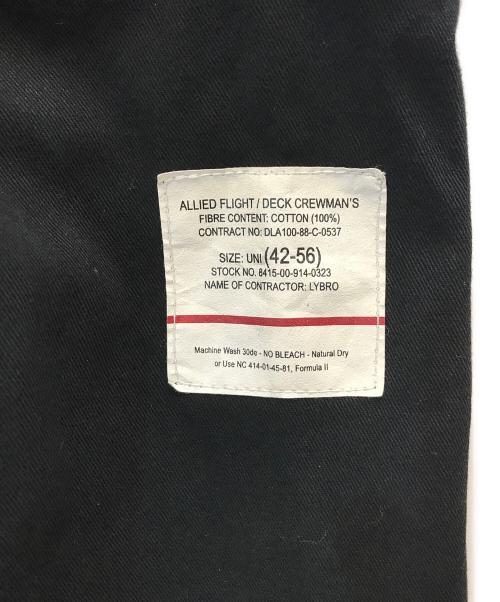 ALLIED FLIGHT / DECK CREWMAN'S
FIBRE CONTENT: COTTON (100%)
CONTRACT NO: DLA100-88-C-0537
SIZE: UNI (42-56)
STOCK NO. 8415-00-914-0323
NAME OF CONTRACTOR: LYBRO
Machine Wash 30de - NO BLEACH - Natural Dry
or Use NC 414-01-45-81, Formula II